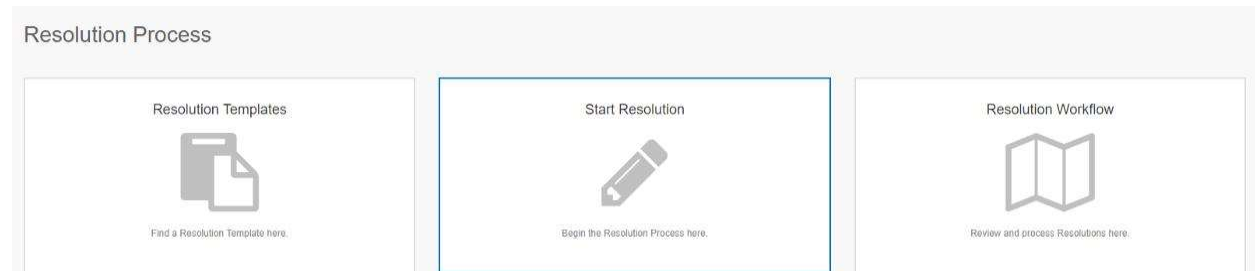 Resolution Process
Resolution Templates
Find a Resolution Template here.
Start Resolution
Begin the Resolution Process here.
Resolution Workflow
Review and process Resolutions here.